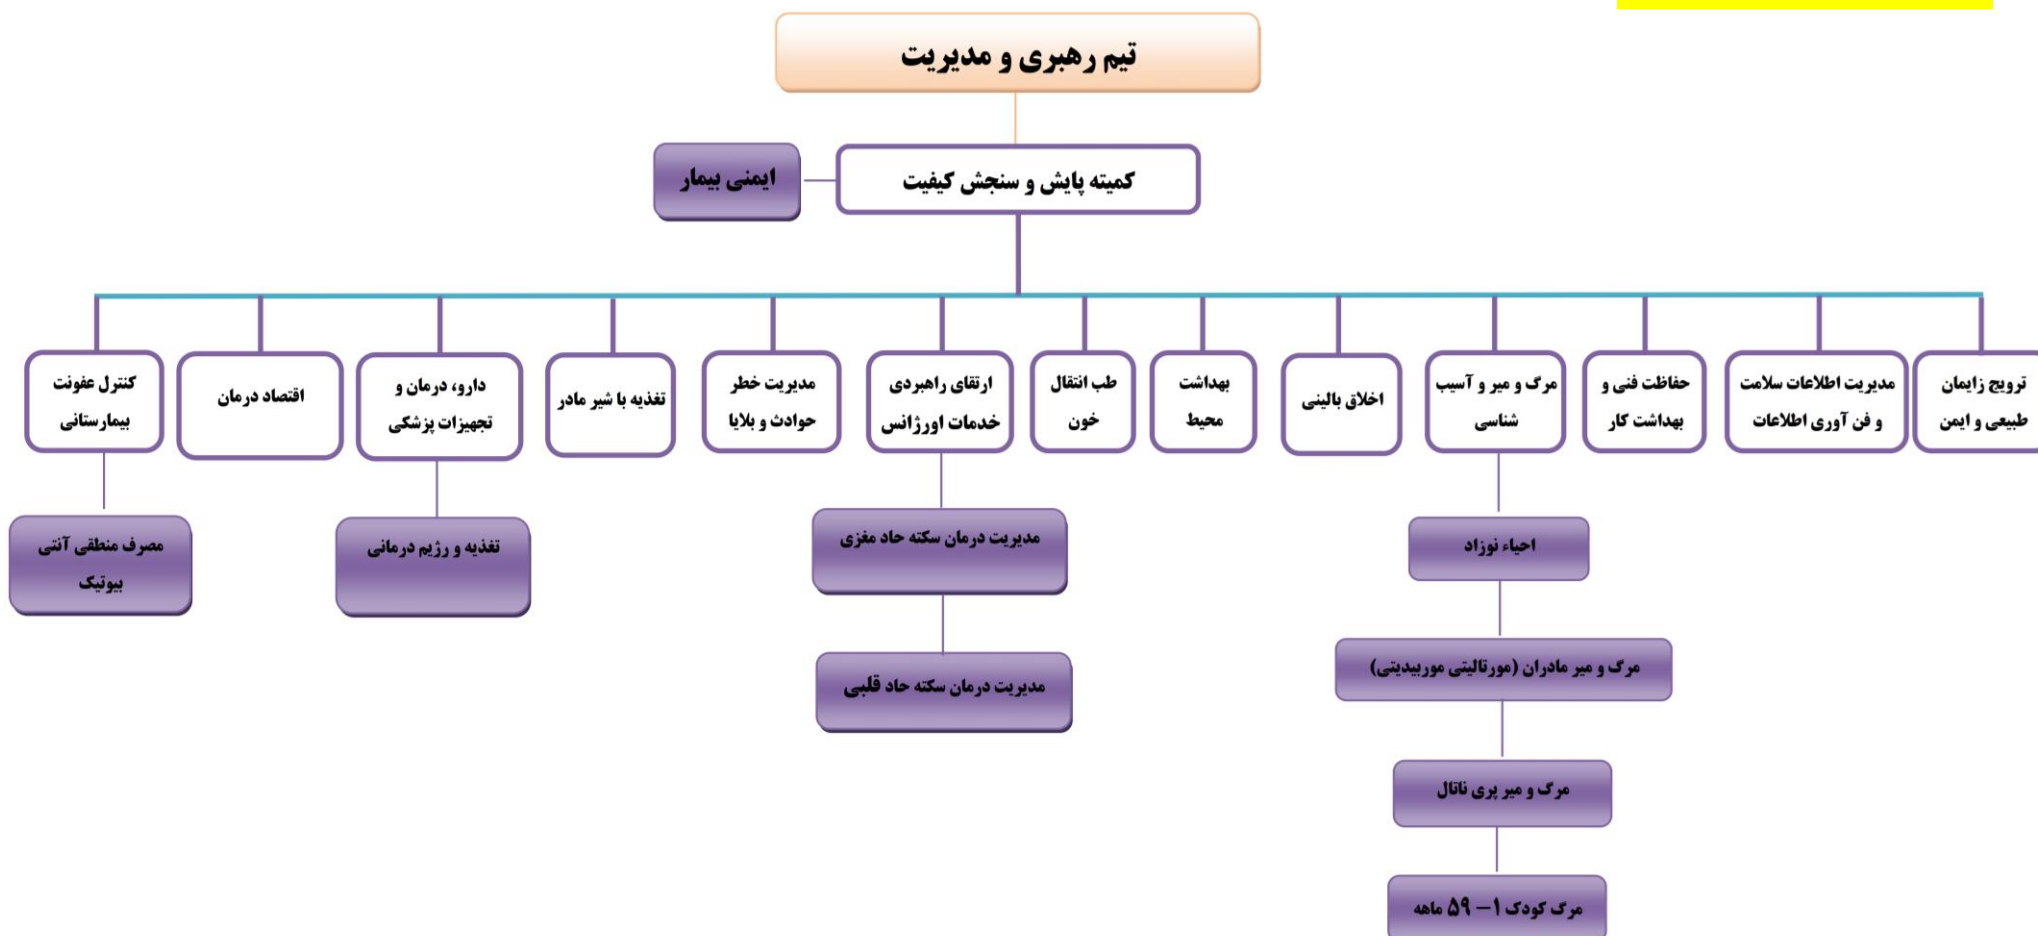 تیم رهبری و مدیریت
کمیته پایش و سنجش کیفیت
ایمنی بیمار
ترویج زایمان
طبیعی و ایمن
مدیریت اطلاعات سلامت
و فن آوری اطلاعات
حفاظت فنی و
بهداشت کار
مرگ و میر و آسیب
شناسی
اخلاق بالینی
بهداشت
محیط
طب انتقال
خون
ارتقای راهبردی
خدمات اورژانس
مدیریت خطر
حوادث و بلایا
تغذیه با شیر مادر
دارو، درمان و
تجهیزات پزشکی
اقتصاد درمان
کنترل عفونت
بیمارستانی
احیاء نوزاد
مرگ و میر مادران (مورتالیتی موربیدیتی)
مرگ و میر پری ناتال
مرگ کودک ۱– ۵۹ ماهه
مدیریت درمان سکته حاد مغزی
مدیریت درمان سکته حاد قلبی
تغذیه و رژیم درمانی
مصرف منطقی آنتی
بیوتیک